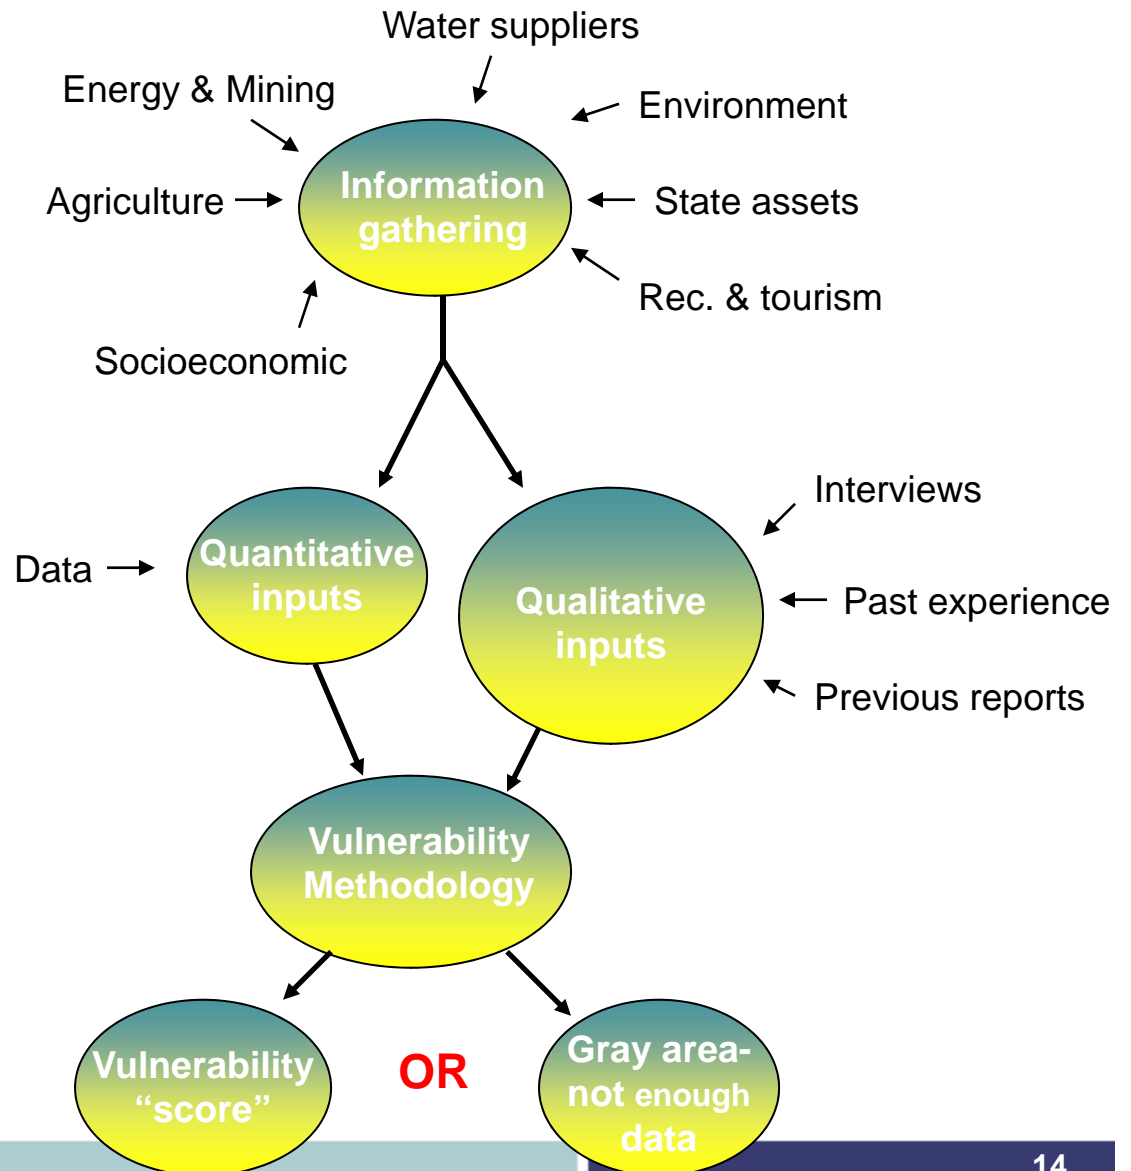 Water suppliers
Energy & Mining
Environment
Information
gathering
Agriculture
State assets
Rec. & tourism
Socioeconomic
Interviews
Quantitative
inputs
Data
Qualitative
inputs
Past experience
Previous reports
Vulnerability
Methodology
Vulnerability
“score”
OR
Gray area-
not enough
data
14